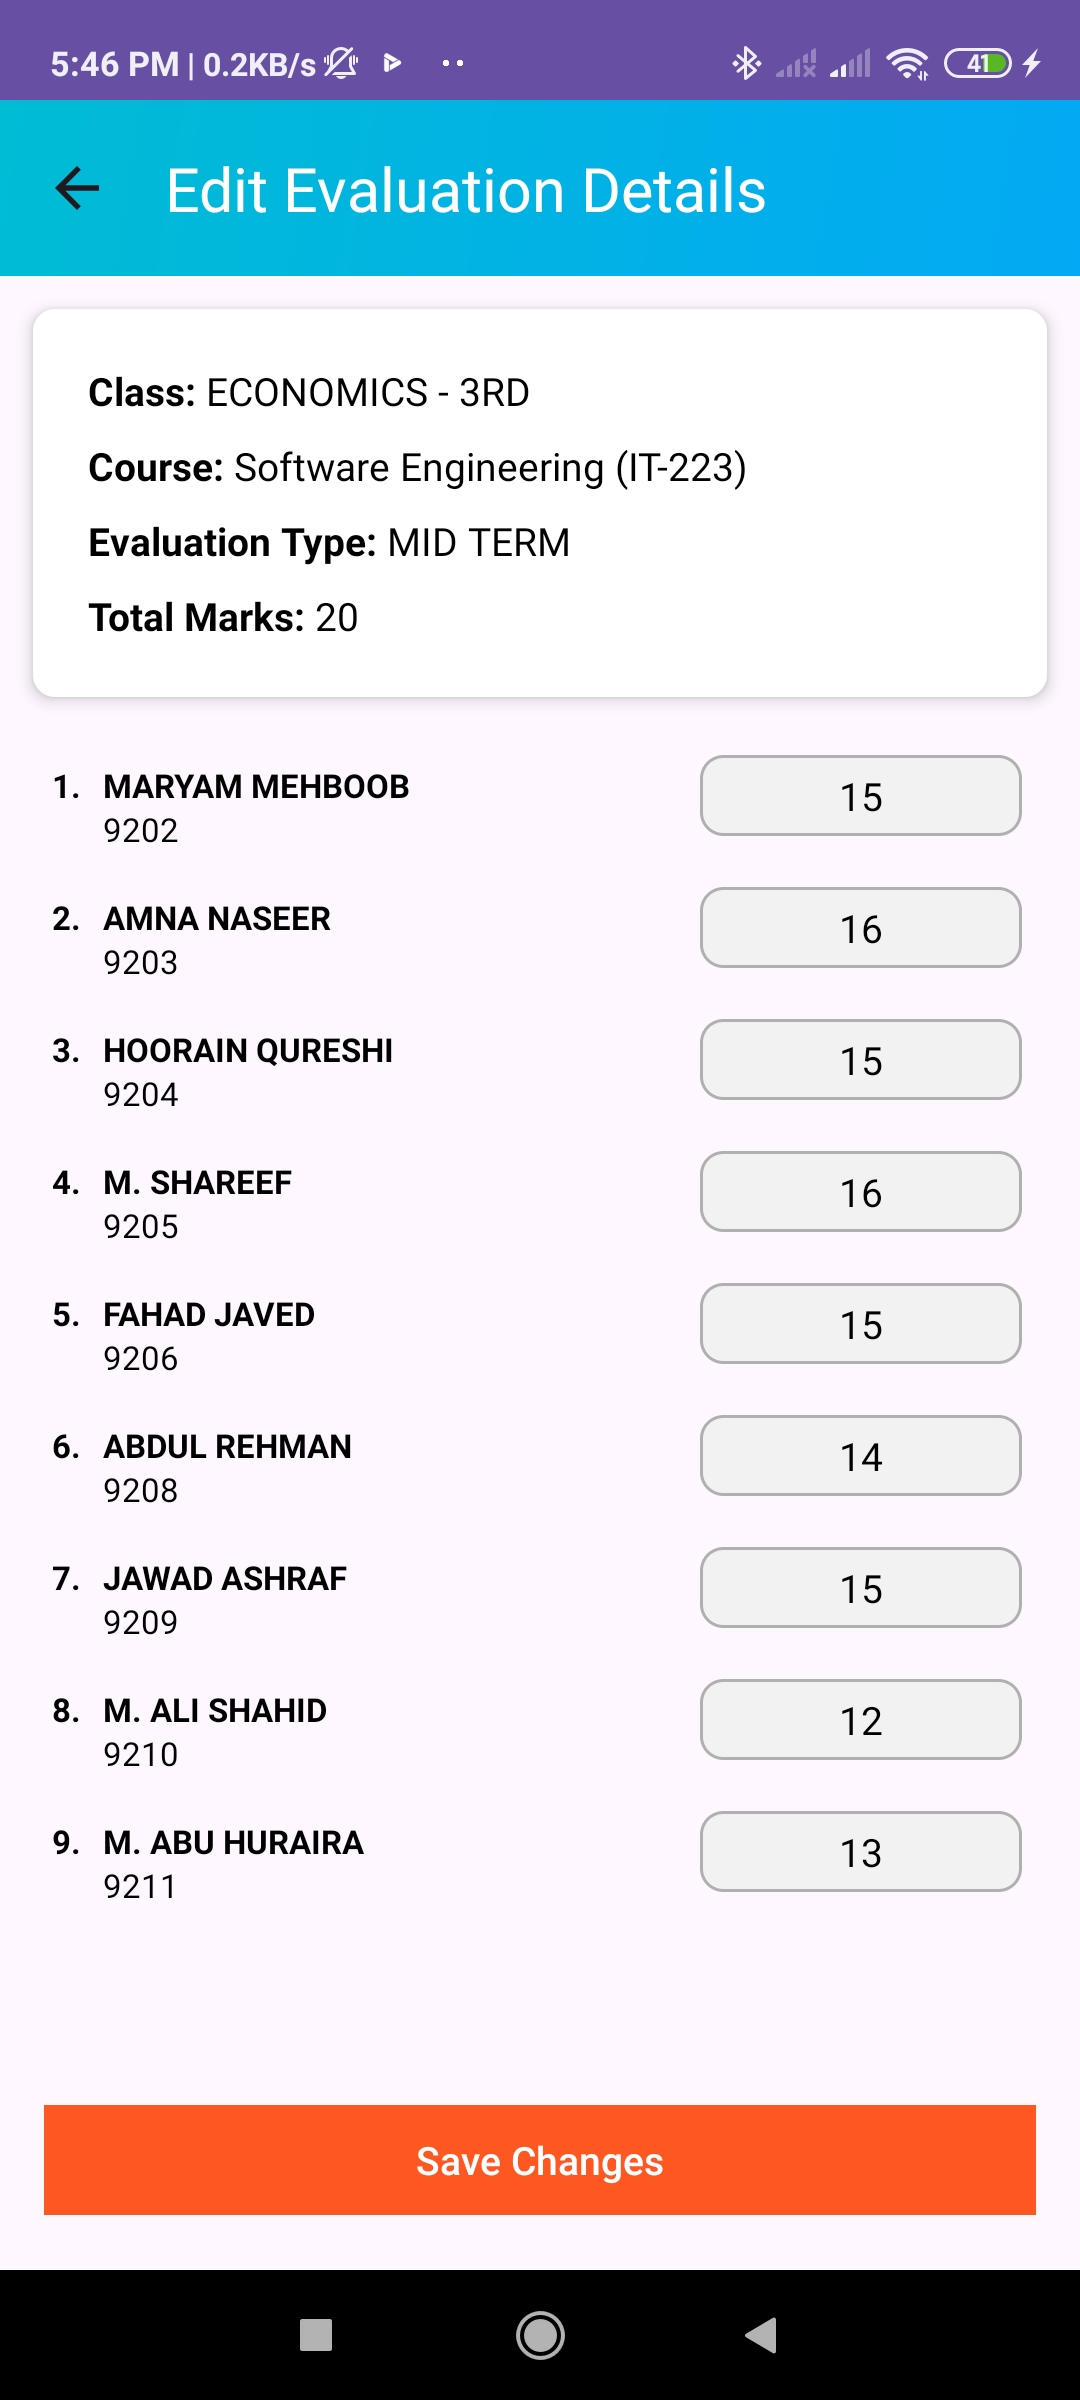 5:46 PM | 0.2KB/s
41
Edit Evaluation Details
Class: ECONOMICS - 3RD
Course: Software Engineering (IT-223)
Evaluation Type: MID TERM
Total Marks: 20
1. MARYAM MEHBOOB 15
9202
2. AMNA NASEER 16
9203
3. HOORAIN QURESHI 15
9204
4. M. SHAREEF 16
9205
5. FAHAD JAVED 15
9206
6. ABDUL REHMAN 14
9208
7. JAWAD ASHRAF 15
9209
8. M. ALI SHAHID 12
9210
9. M. ABU HURAIRA 13
9211
Save Changes